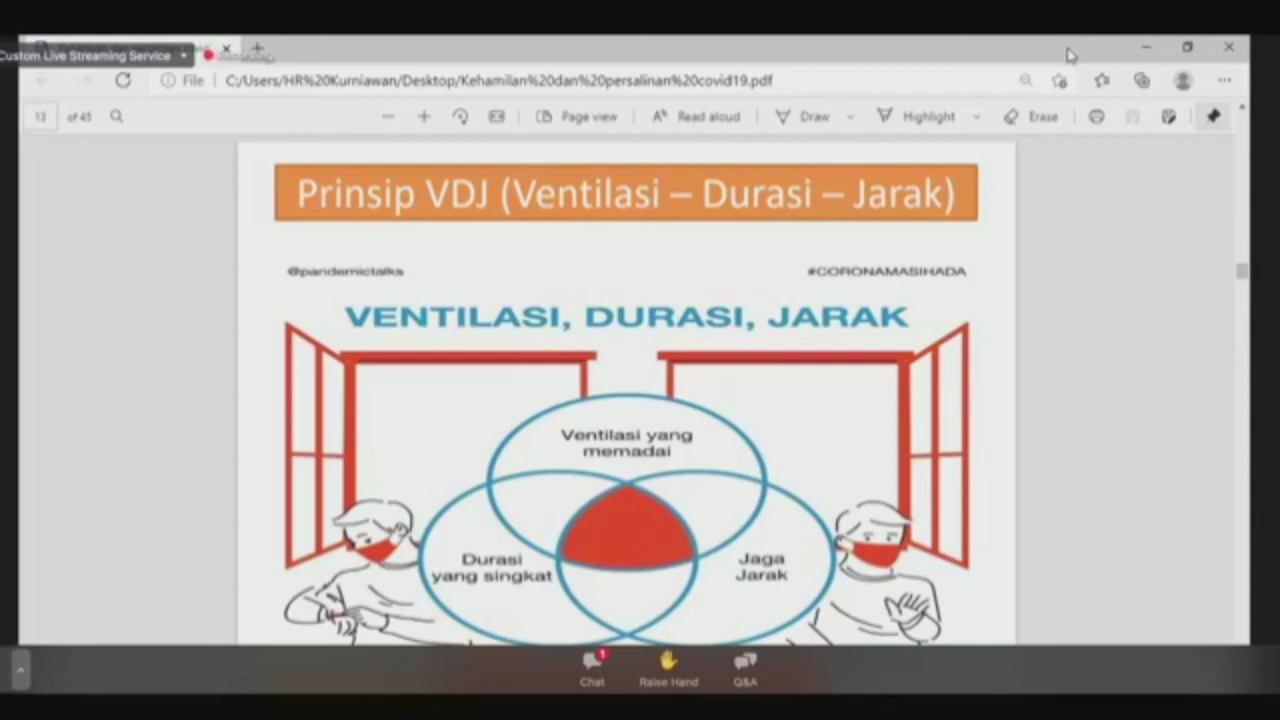 Custom Live Streaming Service
File
C:/Users/HR%20Kurniawan/Desktop/Kehamilan%20dan%20persalinan%20covid19.pdf
13 of 45
Page view
Read aloud
Draw
Highlight
Erase
Prinsip VDJ (Ventilasi – Durasi – Jarak)
@pandemictalks
#CORONAMASIHADA
VENTILASI, DURASI, JARAK
Ventilasi yang
memadai
Durasi
yang singkat
Jaga
Jarak
1
Chat
Raise Hand
Q&A